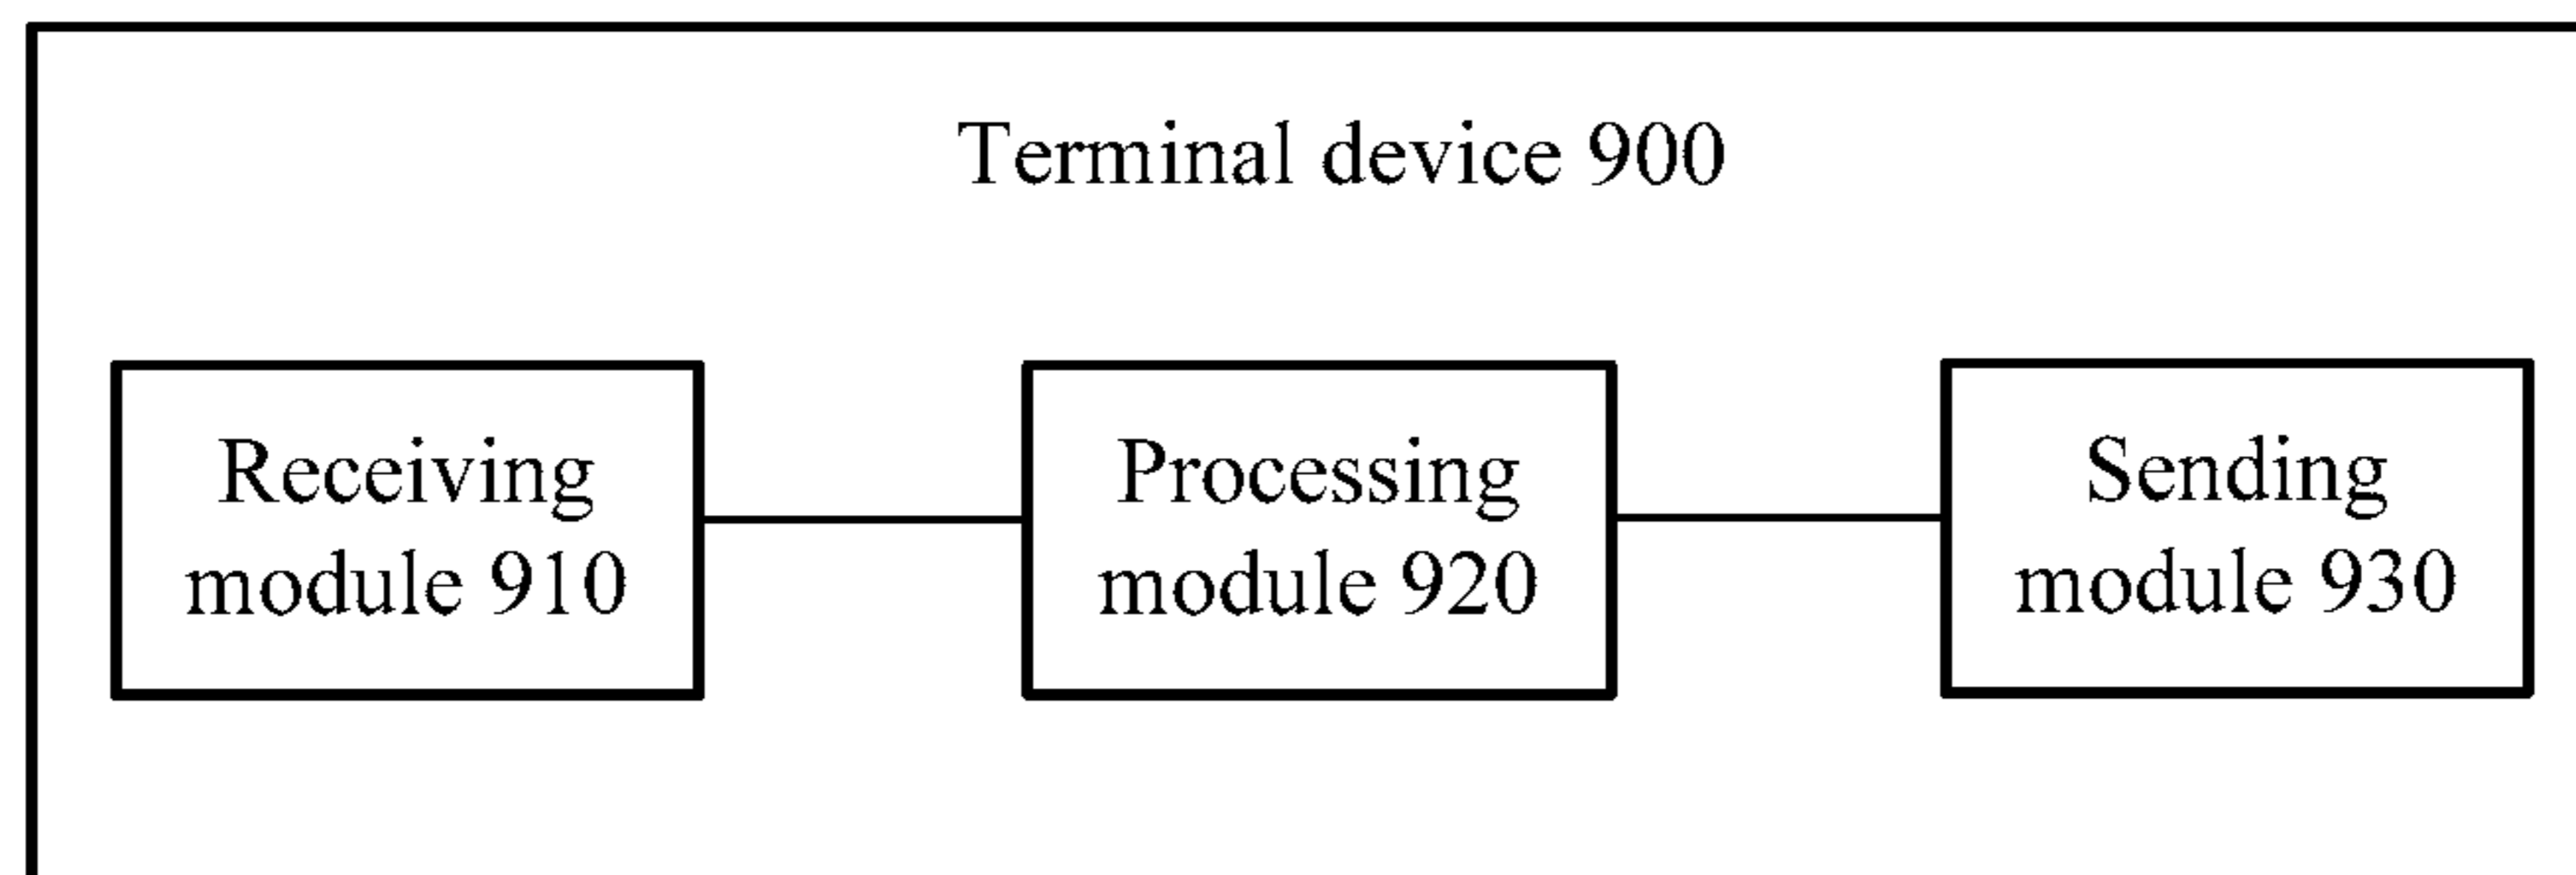 Terminal device 900
Receiving
module 910
Processing
module 920
Sending
module 930